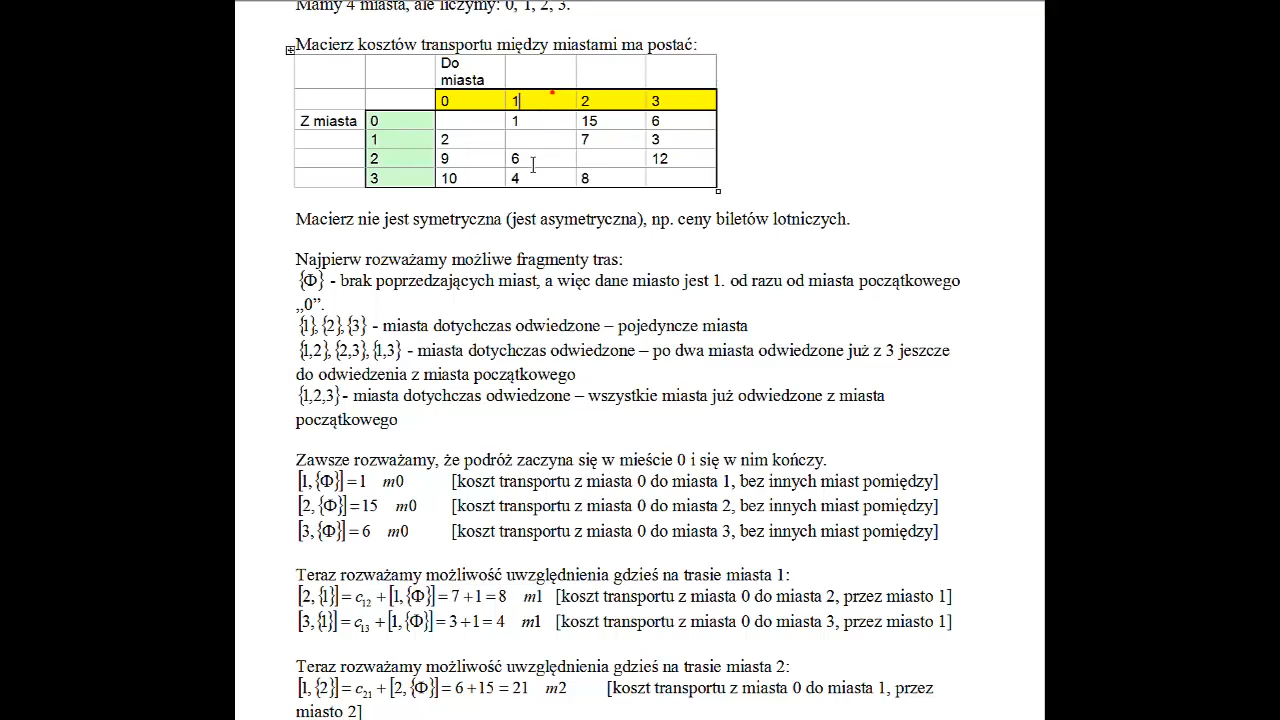 Mamy 4 miasta, ale liczymy: 0, 1, 2, 3.
Macierz kosztów transportu między miastami ma postać:
Do
miasta
0 1 2 3
Z miasta 0 1 15 6
1 2 7 3
2 9 6 12
3 10 4 8
Macierz nie jest symetryczna (jest asymetryczna), np. ceny biletów lotniczych.
Najpierw rozważamy możliwe fragmenty tras:
{Φ} - brak poprzedzających miast, a więc dane miasto jest 1. od razu od miasta początkowego
„0”.
{1},{2},{3} - miasta dotychczas odwiedzone – pojedyncze miasta
{1,2},{2,3},{1,3} - miasta dotychczas odwiedzone – po dwa miasta odwiedzone już z 3 jeszcze
do odwiedzenia z miasta początkowego
{1,2,3}- miasta dotychczas odwiedzone – wszystkie miasta już odwiedzone z miasta
początkowego
Zawsze rozważamy, że podróż zaczyna się w mieście 0 i się w nim kończy.
[1,{Φ}]=1 m0 [koszt transportu z miasta 0 do miasta 1, bez innych miast pomiędzy]
[2,{Φ}]=15 m0 [koszt transportu z miasta 0 do miasta 2, bez innych miast pomiędzy]
[3,{Φ}]=6 m0 [koszt transportu z miasta 0 do miasta 3, bez innych miast pomiędzy]
Teraz rozważamy możliwość uwzględnienia gdzieś na trasie miasta 1:
[2,{1}]=c₁₂+[1,{Φ}]=7+1=8 m1 [koszt transportu z miasta 0 do miasta 2, przez miasto 1]
[3,{1}]=c₁₃+[1,{Φ}]=3+1=4 m1 [koszt transportu z miasta 0 do miasta 3, przez miasto 1]
Teraz rozważamy możliwość uwzględnienia gdzieś na trasie miasta 2:
[1,{2}]=c₂₁+[2,{Φ}]=6+15=21 m2 [koszt transportu z miasta 0 do miasta 1, przez
miasto 2]